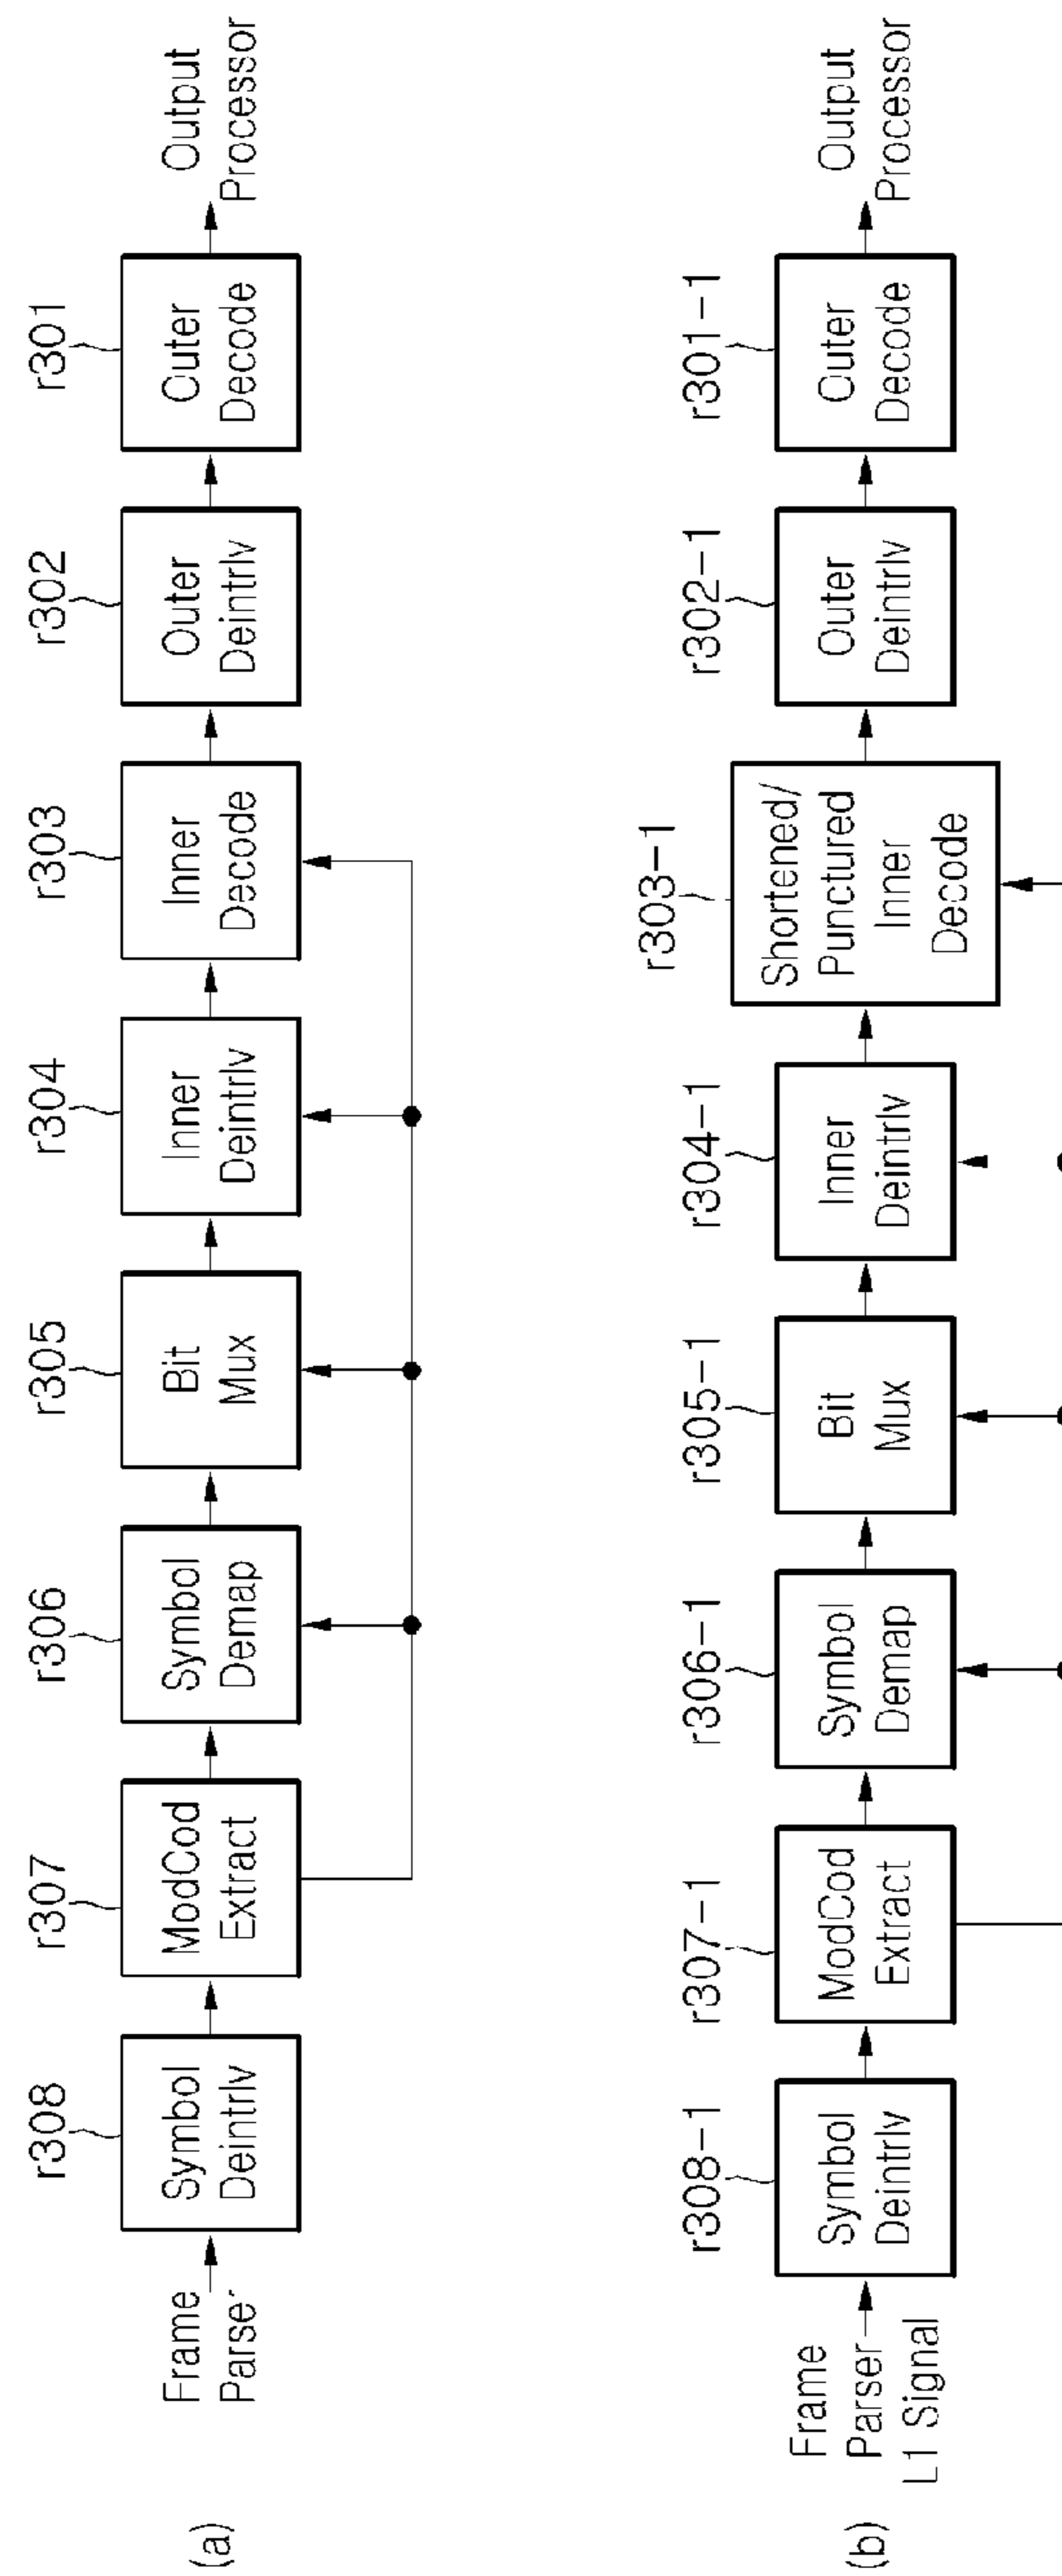 (a)
Frame
Parser
r308
Symbol
Deintrlv
r307
ModCod
Extract
r306
Symbol
Demap
r305
Bit
Mux
r304
Inner
Deintrlv
r303
Inner
Decode
r302
Outer
Deintrlv
r301
Outer
Decode
Output
Processor
(b)
Frame
Parser
L1 Signal
r308-1
Symbol
Deintrlv
r307-1
ModCod
Extract
r306-1
Symbol
Demap
r305-1
Bit
Mux
r304-1
Inner
Deintrlv
r303-1
Shortened/
Punctured
Inner
Decode
r302-1
Outer
Deintrlv
r301-1
Outer
Decode
Output
Processor